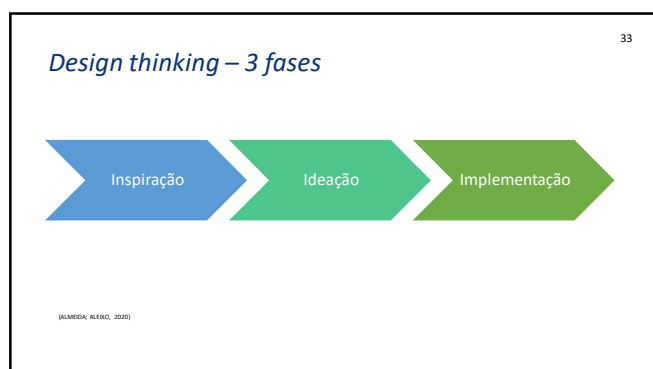 33
Design thinking – 3 fases
Inspiração
Ideação
Implementação
(ALMEIDA; ALEIXO, 2020)